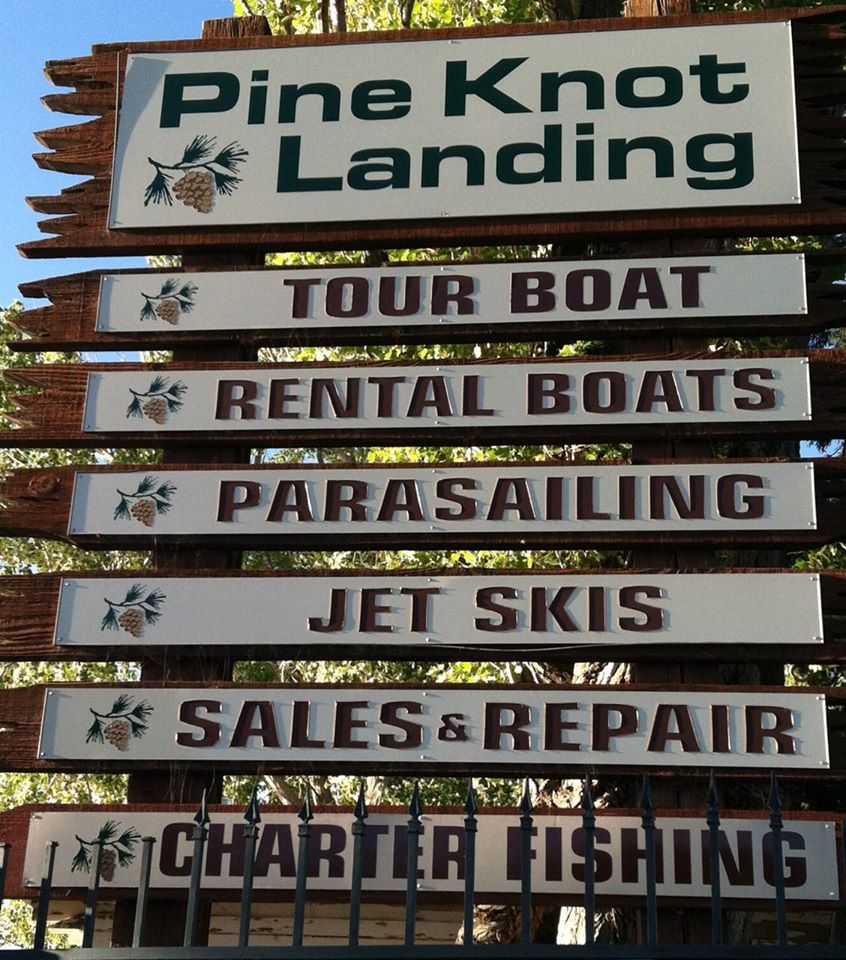 Pine Knot
Landing
TOUR BOAT
RENTAL BOATS
PARASAILING
JET SKIS
SALES & REPAIR
CHARTER FISHING